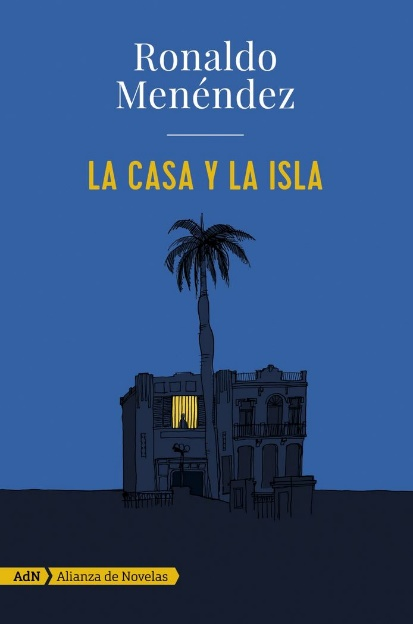 Ronaldo
Menéndez
LA CASA Y LA ISLA
AdN Alianza de Novelas